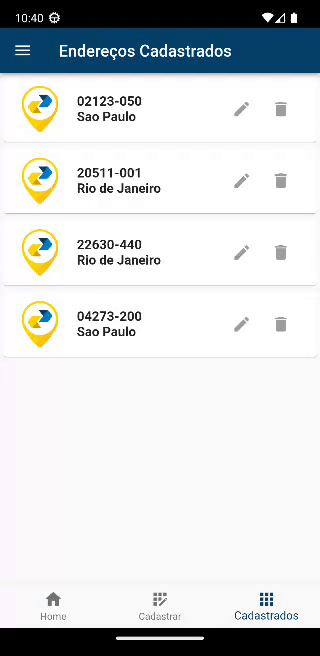 10:40
Endereços Cadastrados
02123-050
Sao Paulo
20511-001
Rio de Janeiro
22630-440
Rio de Janeiro
04273-200
Sao Paulo
Home
Cadastrar
Cadastrados